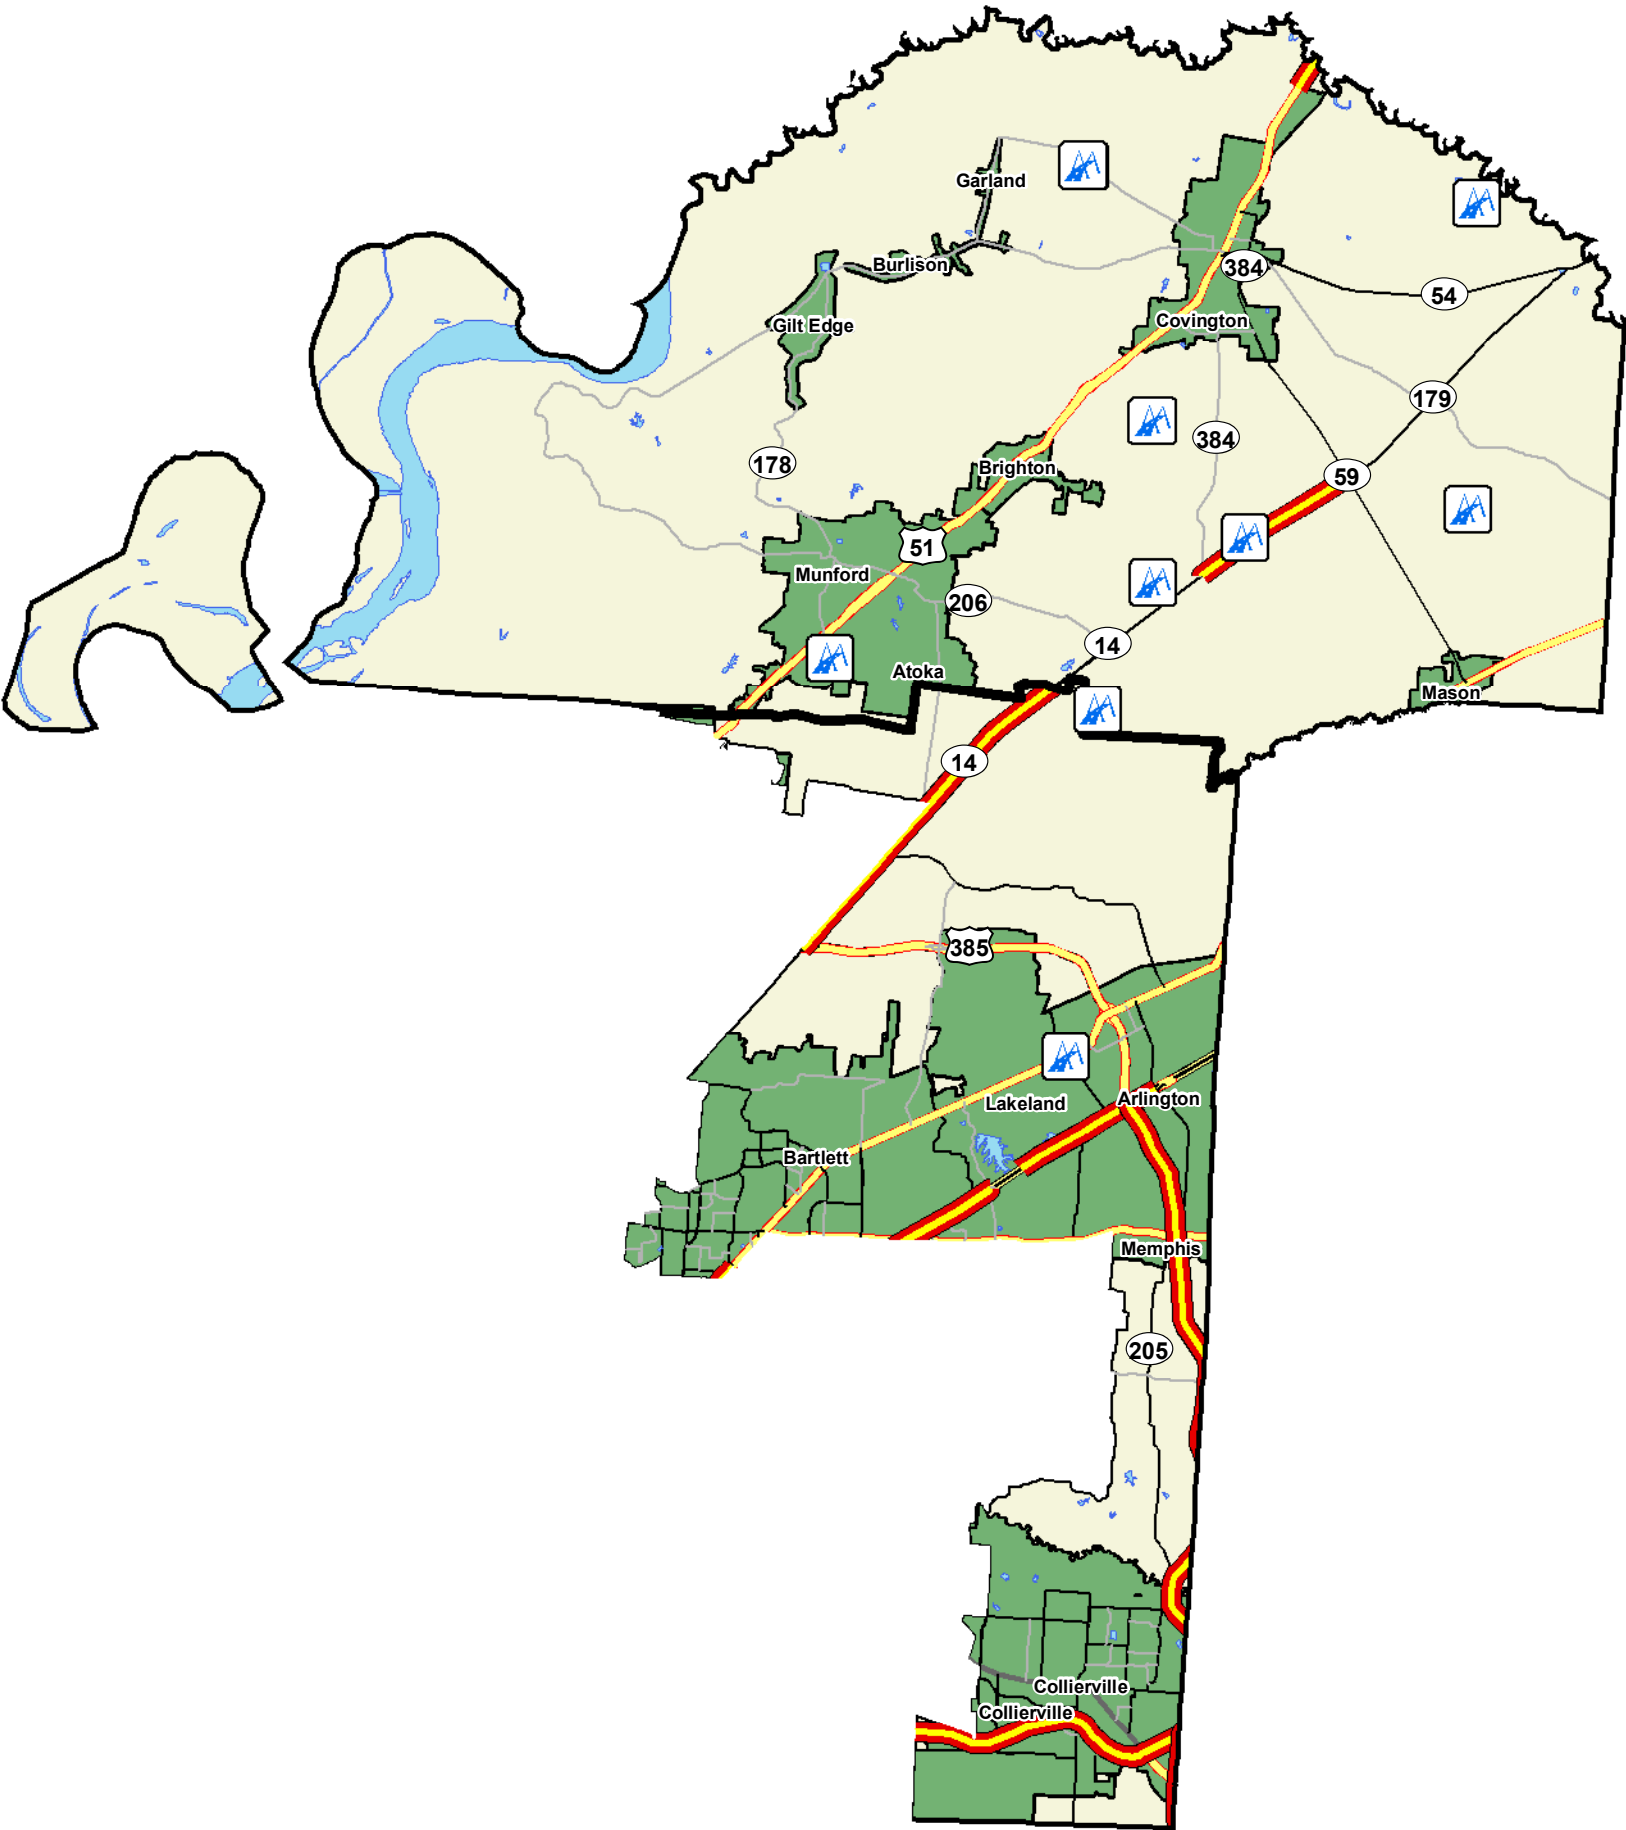 Garland
Burlison
384
54
Gilt Edge
Covington
179
384
178
Brighton
59
51
Munford
206
14
Atoka
Mason
14
385
Lakeland
Arlington
Bartlett
Memphis
205
Collierville
Collierville